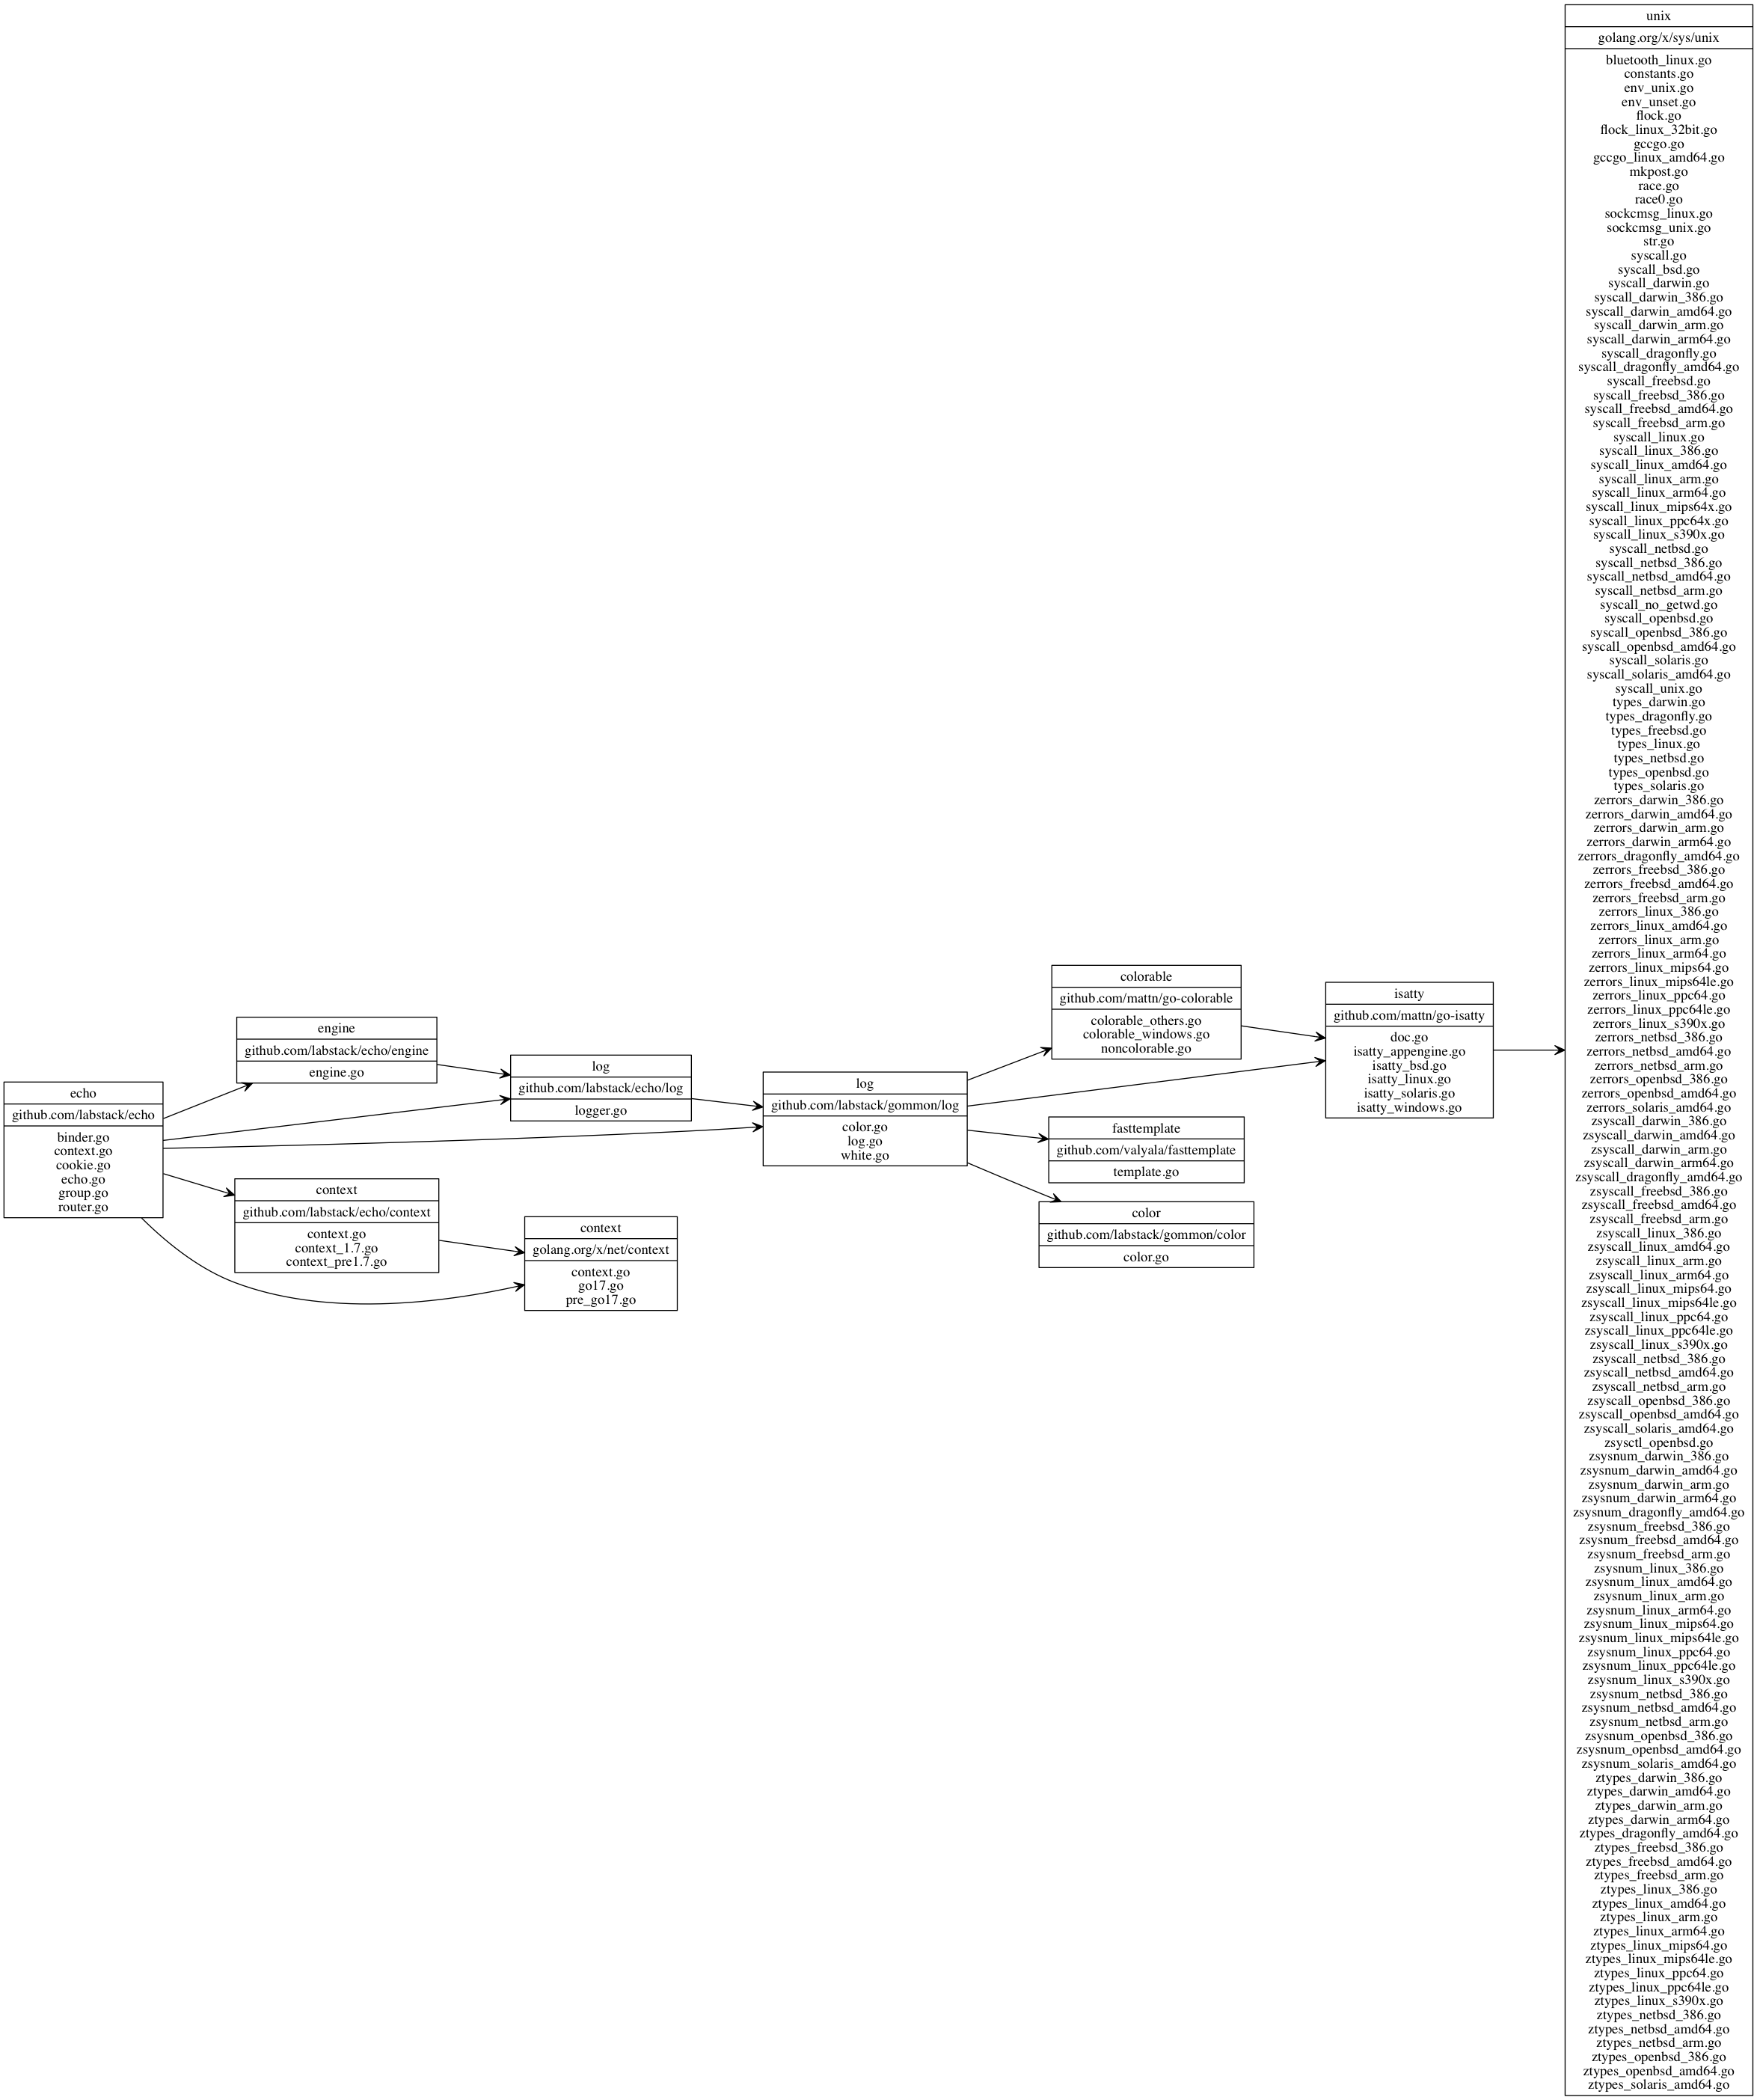 echo
github.com/labstack/echo
binder.go
context.go
cookie.go
echo.go
group.go
router.go
engine
github.com/labstack/echo/engine
engine.go
context
github.com/labstack/echo/context
context.go
context_1.7.go
context_pre1.7.go
log
github.com/labstack/echo/log
logger.go
context
golang.org/x/net/context
context.go
go17.go
pre_go17.go
log
github.com/labstack/gommon/log
color.go
log.go
white.go
colorable
github.com/mattn/go-colorable
colorable_others.go
colorable_windows.go
noncolorable.go
fasttemplate
github.com/valyala/fasttemplate
template.go
color
github.com/labstack/gommon/color
color.go
isatty
github.com/mattn/go-isatty
doc.go
isatty_appengine.go
isatty_bsd.go
isatty_linux.go
isatty_solaris.go
isatty_windows.go
unix
golang.org/x/sys/unix
bluetooth_linux.go
constants.go
env_unix.go
env_unset.go
flock.go
flock_linux_32bit.go
gccgo.go
gccgo_linux_amd64.go
mkpost.go
race.go
race0.go
sockcmsg_linux.go
sockcmsg_unix.go
str.go
syscall.go
syscall_bsd.go
syscall_darwin.go
syscall_darwin_386.go
syscall_darwin_amd64.go
syscall_darwin_arm.go
syscall_darwin_arm64.go
syscall_dragonfly.go
syscall_dragonfly_amd64.go
syscall_freebsd.go
syscall_freebsd_386.go
syscall_freebsd_amd64.go
syscall_freebsd_arm.go
syscall_linux.go
syscall_linux_386.go
syscall_linux_amd64.go
syscall_linux_arm.go
syscall_linux_arm64.go
syscall_linux_mips64x.go
syscall_linux_ppc64x.go
syscall_linux_s390x.go
syscall_netbsd.go
syscall_netbsd_386.go
syscall_netbsd_amd64.go
syscall_netbsd_arm.go
syscall_no_getwd.go
syscall_openbsd.go
syscall_openbsd_386.go
syscall_openbsd_amd64.go
syscall_solaris.go
syscall_solaris_amd64.go
syscall_unix.go
types_darwin.go
types_dragonfly.go
types_freebsd.go
types_linux.go
types_netbsd.go
types_openbsd.go
types_solaris.go
zerrors_darwin_386.go
zerrors_darwin_amd64.go
zerrors_darwin_arm.go
zerrors_darwin_arm64.go
zerrors_dragonfly_amd64.go
zerrors_freebsd_386.go
zerrors_freebsd_amd64.go
zerrors_freebsd_arm.go
zerrors_linux_386.go
zerrors_linux_amd64.go
zerrors_linux_arm.go
zerrors_linux_arm64.go
zerrors_linux_mips64.go
zerrors_linux_mips64le.go
zerrors_linux_ppc64.go
zerrors_linux_ppc64le.go
zerrors_linux_s390x.go
zerrors_netbsd_386.go
zerrors_netbsd_amd64.go
zerrors_netbsd_arm.go
zerrors_openbsd_386.go
zerrors_openbsd_amd64.go
zerrors_solaris_amd64.go
zsyscall_darwin_386.go
zsyscall_darwin_amd64.go
zsyscall_darwin_arm.go
zsyscall_darwin_arm64.go
zsyscall_dragonfly_amd64.go
zsyscall_freebsd_386.go
zsyscall_freebsd_amd64.go
zsyscall_freebsd_arm.go
zsyscall_linux_386.go
zsyscall_linux_amd64.go
zsyscall_linux_arm.go
zsyscall_linux_arm64.go
zsyscall_linux_mips64.go
zsyscall_linux_mips64le.go
zsyscall_linux_ppc64.go
zsyscall_linux_ppc64le.go
zsyscall_linux_s390x.go
zsyscall_netbsd_386.go
zsyscall_netbsd_amd64.go
zsyscall_netbsd_arm.go
zsyscall_openbsd_386.go
zsyscall_openbsd_amd64.go
zsyscall_solaris_amd64.go
zsysctl_openbsd.go
zsysnum_darwin_386.go
zsysnum_darwin_amd64.go
zsysnum_darwin_arm.go
zsysnum_darwin_arm64.go
zsysnum_dragonfly_amd64.go
zsysnum_freebsd_386.go
zsysnum_freebsd_amd64.go
zsysnum_freebsd_arm.go
zsysnum_linux_386.go
zsysnum_linux_amd64.go
zsysnum_linux_arm.go
zsysnum_linux_arm64.go
zsysnum_linux_mips64.go
zsysnum_linux_mips64le.go
zsysnum_linux_ppc64.go
zsysnum_linux_ppc64le.go
zsysnum_linux_s390x.go
zsysnum_netbsd_386.go
zsysnum_netbsd_amd64.go
zsysnum_netbsd_arm.go
zsysnum_openbsd_386.go
zsysnum_openbsd_amd64.go
zsysnum_solaris_amd64.go
ztypes_darwin_386.go
ztypes_darwin_amd64.go
ztypes_darwin_arm.go
ztypes_darwin_arm64.go
ztypes_dragonfly_amd64.go
ztypes_freebsd_386.go
ztypes_freebsd_amd64.go
ztypes_freebsd_arm.go
ztypes_linux_386.go
ztypes_linux_amd64.go
ztypes_linux_arm.go
ztypes_linux_arm64.go
ztypes_linux_mips64.go
ztypes_linux_mips64le.go
ztypes_linux_ppc64.go
ztypes_linux_ppc64le.go
ztypes_linux_s390x.go
ztypes_netbsd_386.go
ztypes_netbsd_amd64.go
ztypes_netbsd_arm.go
ztypes_openbsd_386.go
ztypes_openbsd_amd64.go
ztypes_solaris_amd64.go